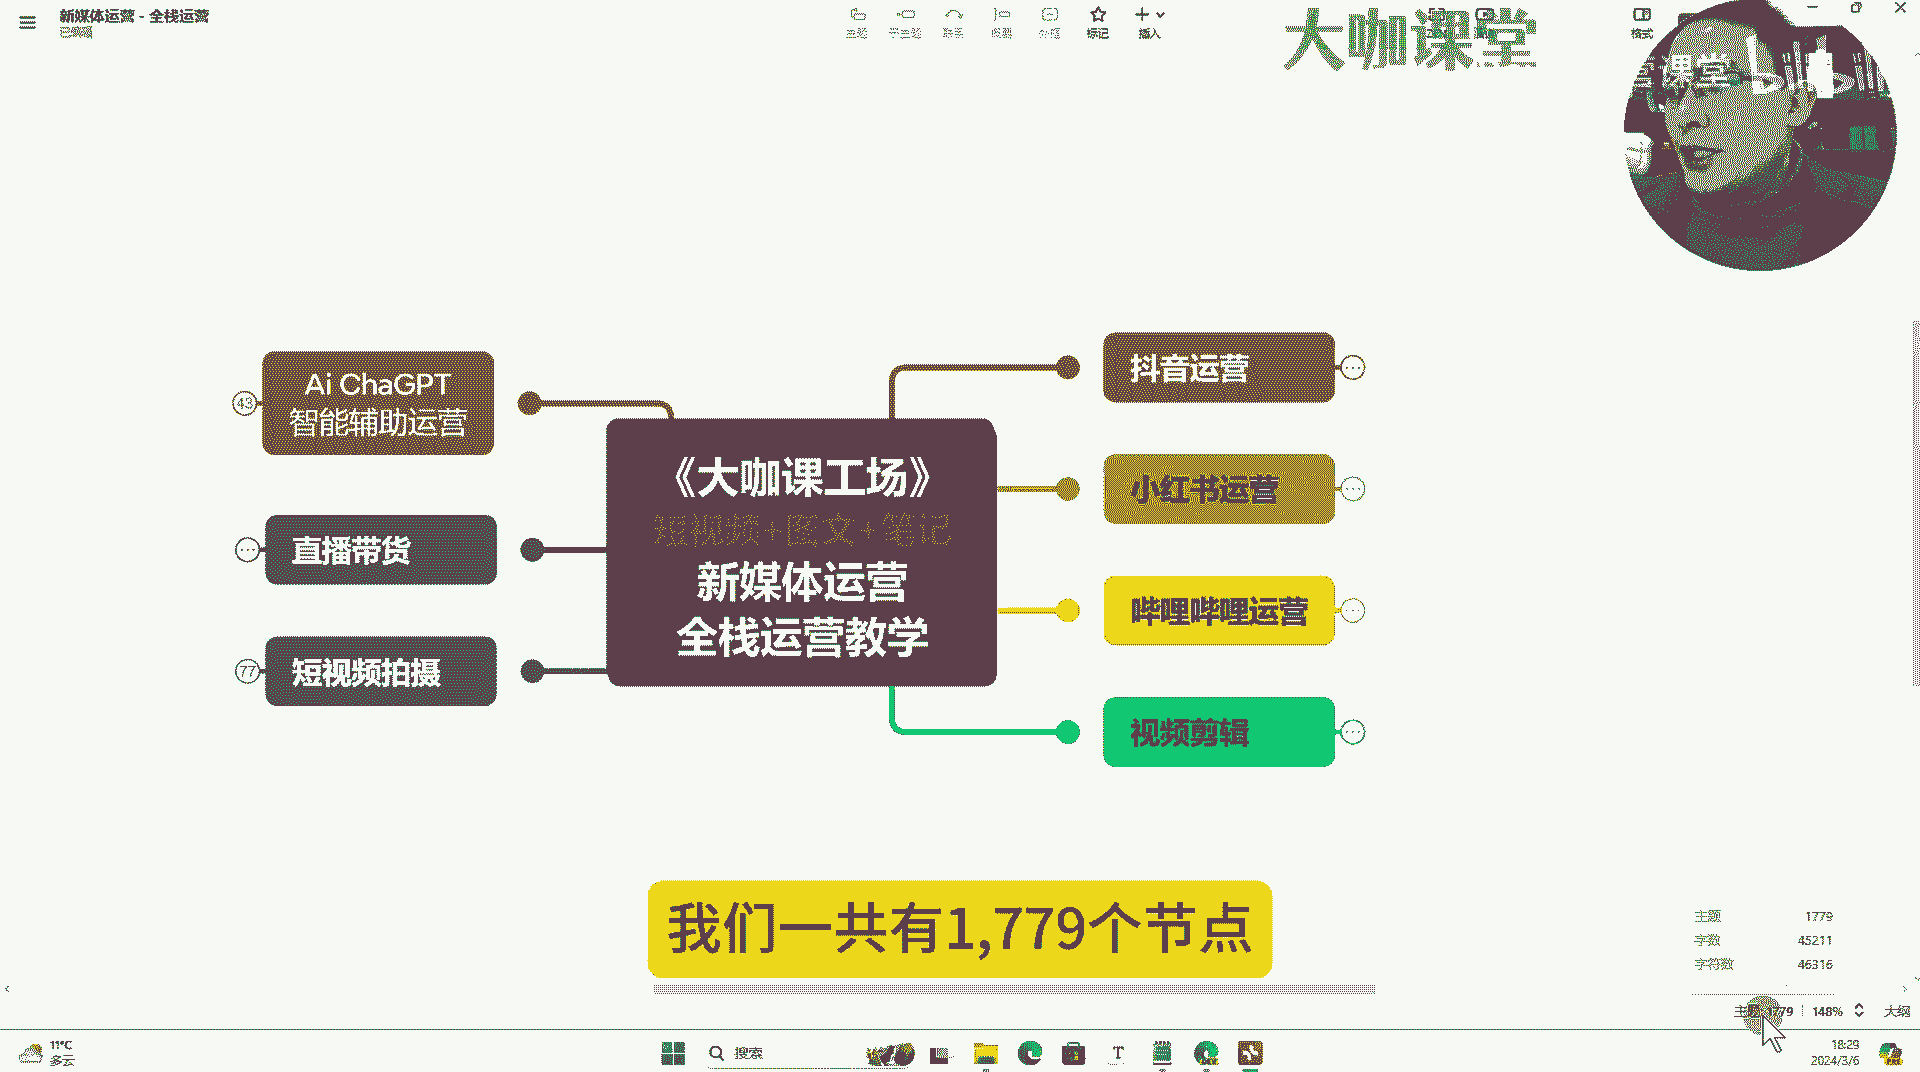 新媒体运营 - 全栈运营
已编辑
主题
子主题
联系
概要
外框
标记
插入
格式
大咖课堂
课堂
Ai ChaGPT
智能辅助运营
43
直播带货
短视频拍摄
77
《大咖课工场》
短视频+图文+笔记
新媒体运营
全栈运营教学
抖音运营
小红书运营
哔哩哔哩运营
视频剪辑
我们一共有1,779个节点
主题 1779
字数 45211
字符数 46316
148%
大纲
11°C
多云
搜索
18:29
2024/3/6